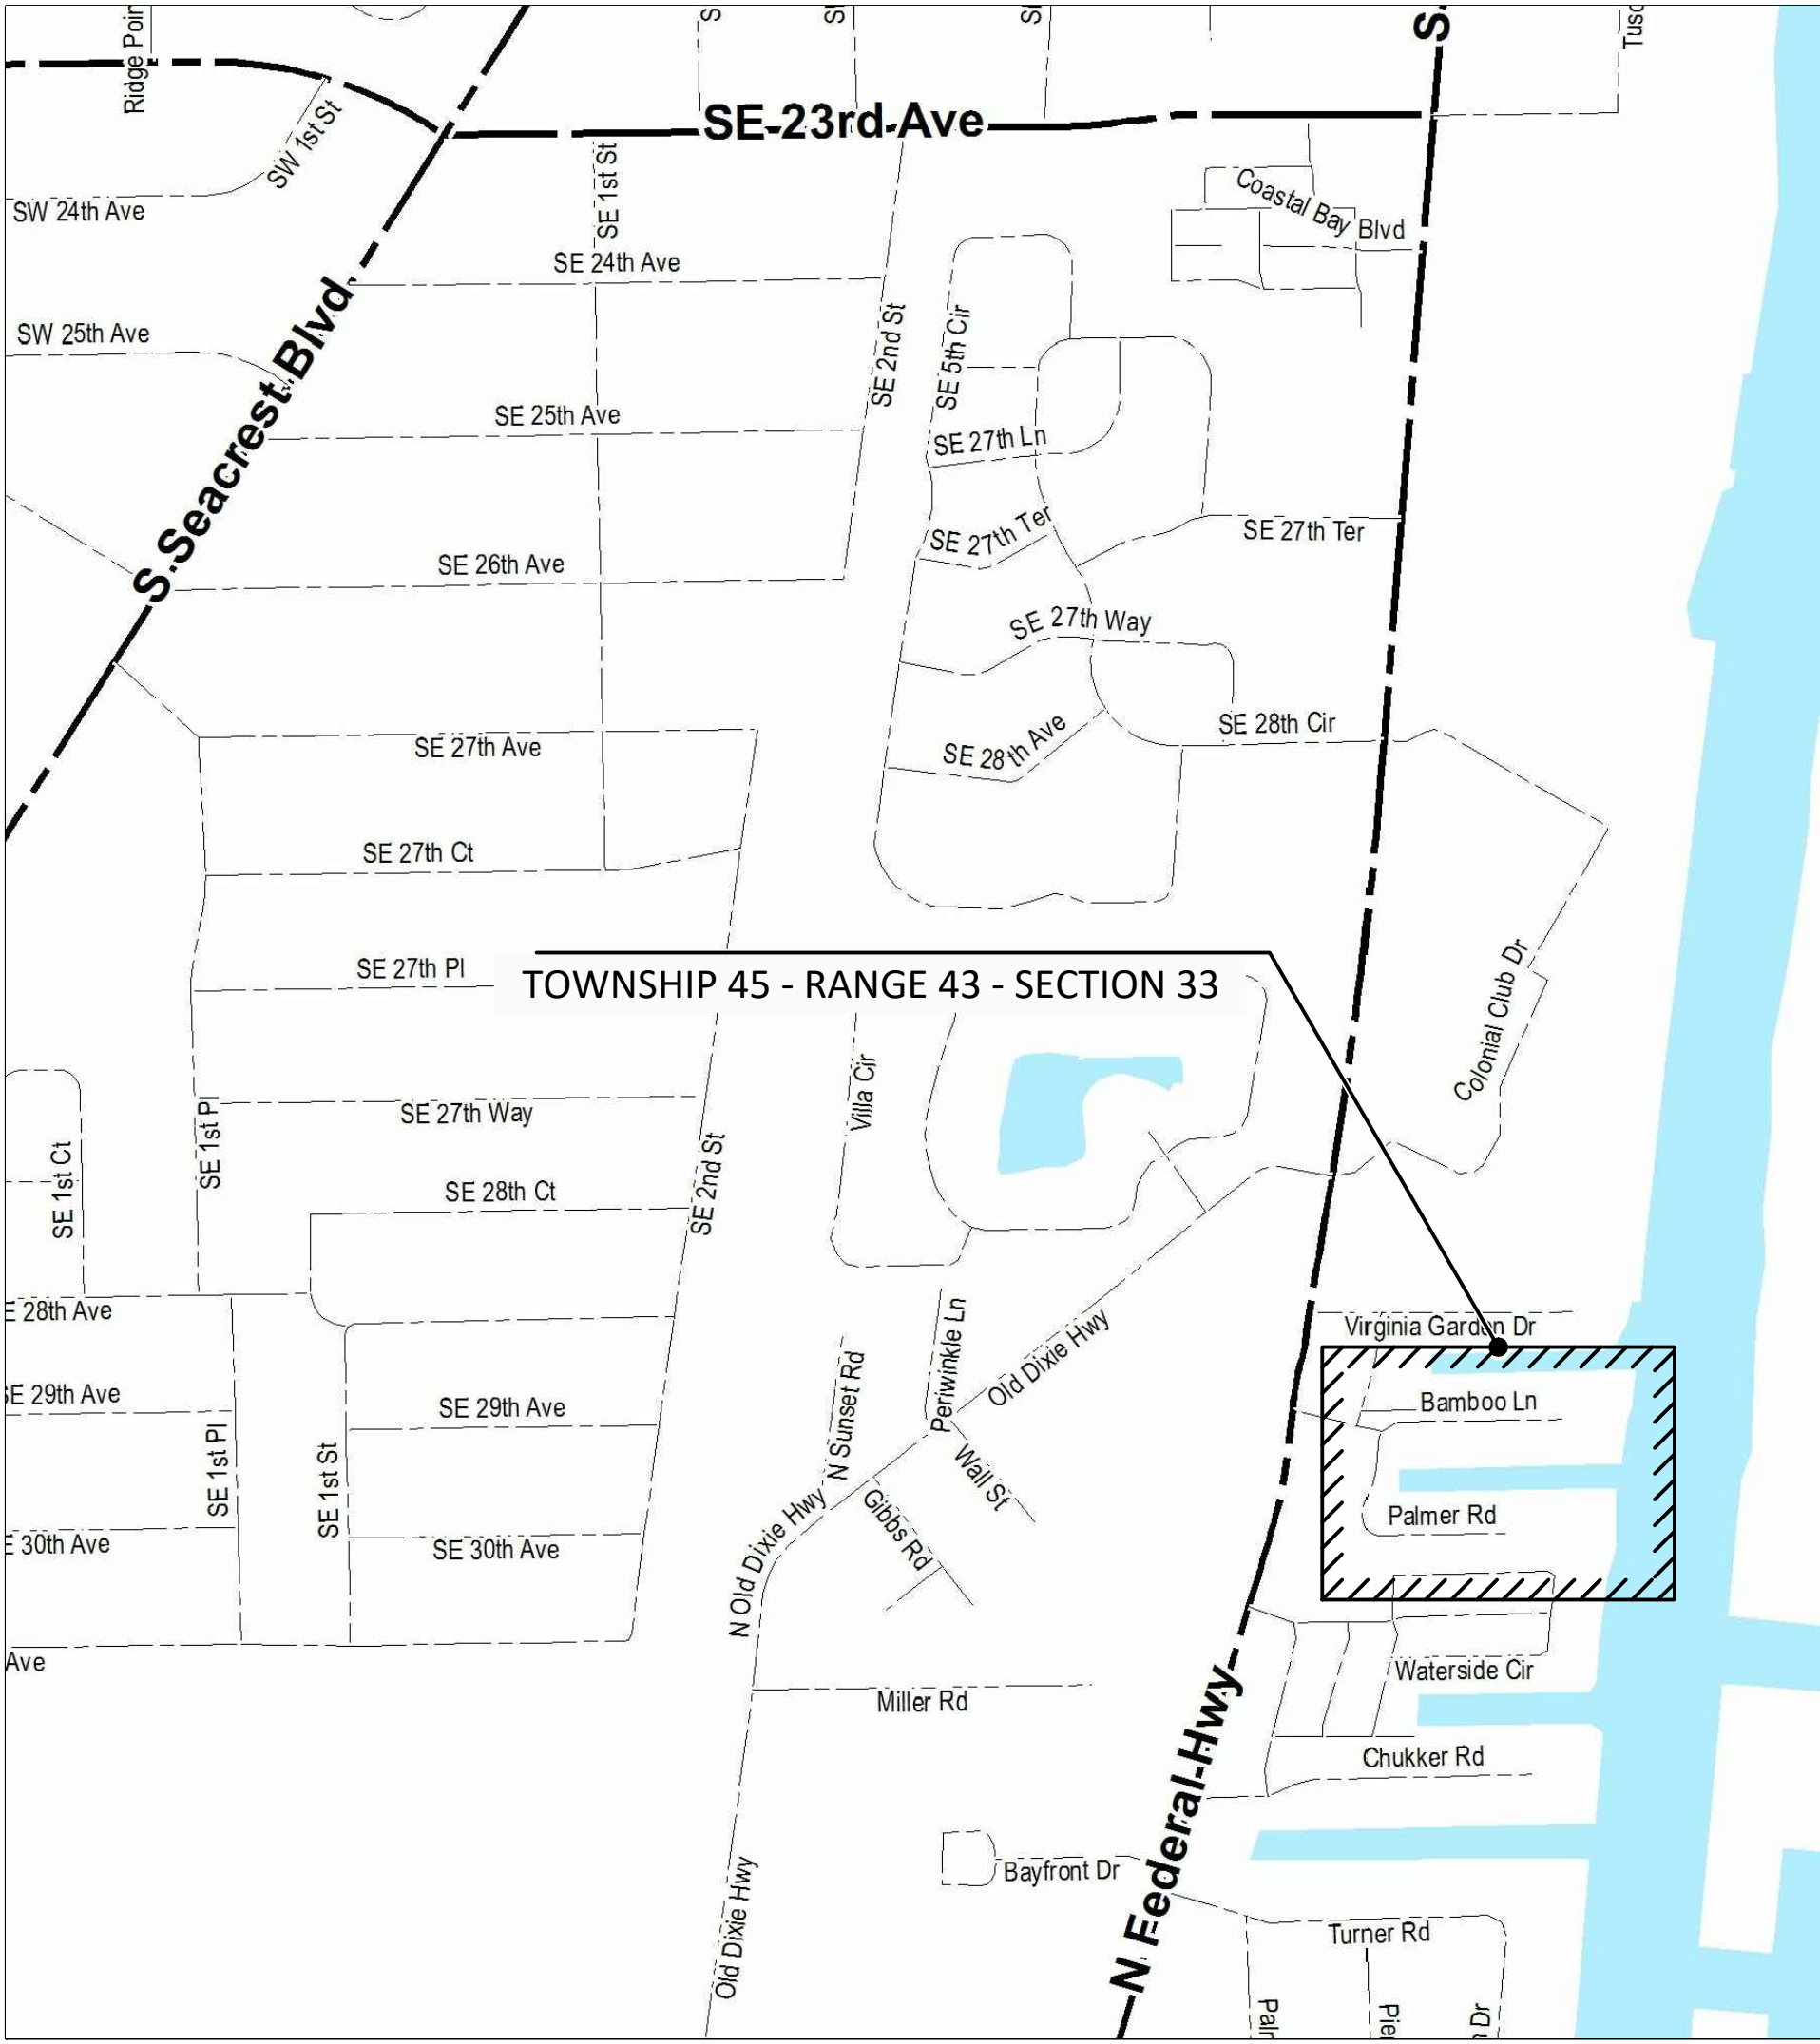 Ridge Poin
S
S
Tusc
SE 23rd Ave
SW 1st St
SE 1st St
Coastal Bay Blvd
SW 24th Ave
SE 24th Ave
SW 25th Ave
S Seacrest Blvd
SE 2nd St
SE 5th Cir
SE 25th Ave
SE 27th Ln
SE 27th Ter
SE 27th Ter
SE 26th Ave
SE 27th Way
SE 28th Cir
SE 28th Ave
SE 27th Ave
SE 27th Ct
SE 27th Pl
TOWNSHIP 45 - RANGE 43 - SECTION 33
Colonial Club Dr
Villa Cir
SE 1st Pl
SE 27th Way
SE 1st Ct
SE 2nd St
SE 28th Ct
E 28th Ave
Virginia Garden Dr
Periwinkle Ln
Old Dixie Hwy
N Sunset Rd
E 29th Ave
SE 29th Ave
Bamboo Ln
SE 1st Pl
SE 1st St
Wall St
Gibbs Rd
Palmer Rd
E 30th Ave
SE 30th Ave
N Old Dixie Hwy
Ave
Waterside Cir
Miller Rd
N Federal Hwy
Chukker Rd
Bayfront Dr
Old Dixie Hwy
Turner Rd
Palr
Pie
Dr